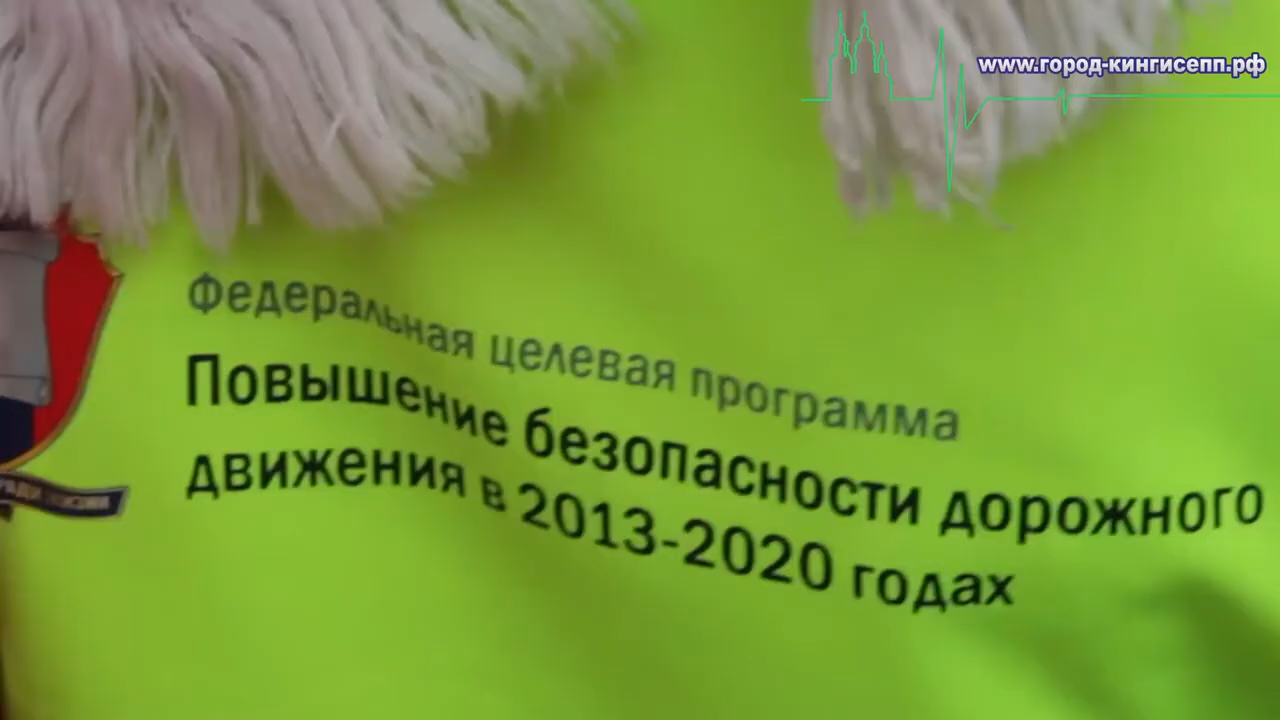 www.город-кингисепп.рф
Федеральная целевая программа
Повышение безопасности дорожного
движения в 2013-2020 годах